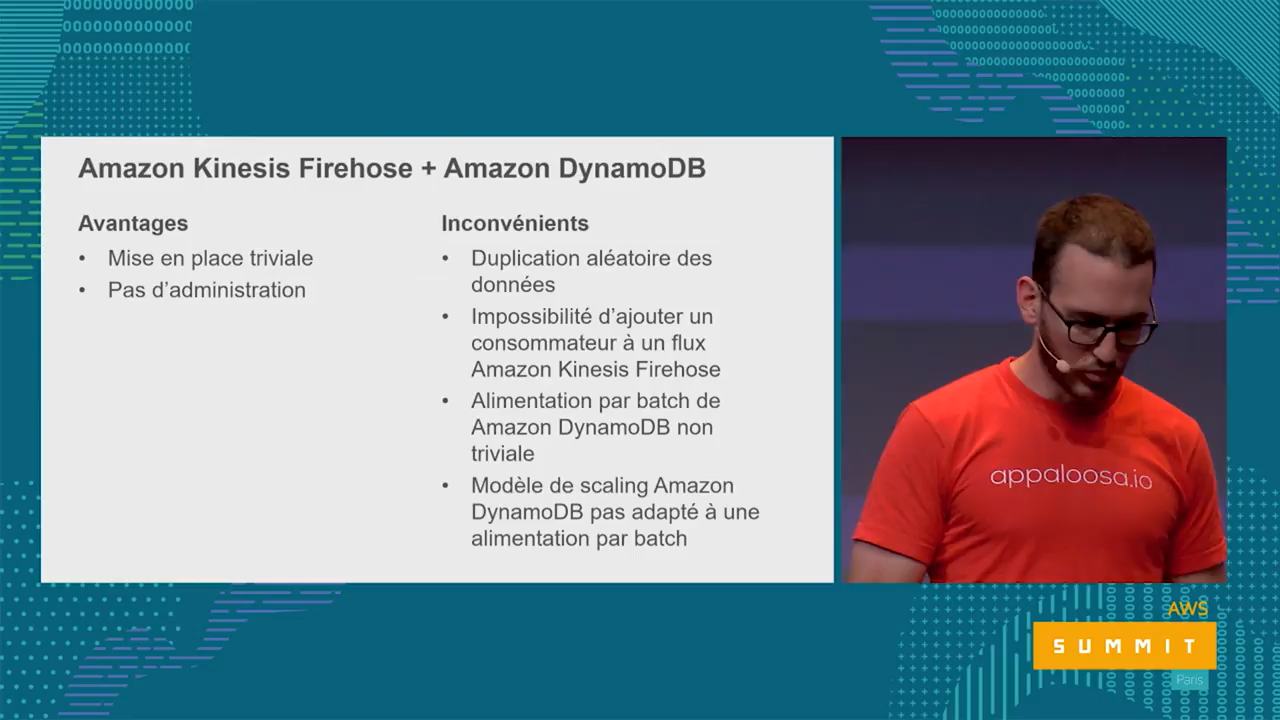 Amazon Kinesis Firehose + Amazon DynamoDB
Avantages
• Mise en place triviale
• Pas d'administration
Inconvénients
• Duplication aléatoire des
données
• Impossibilité d'ajouter un
consommateur à un flux
Amazon Kinesis Firehose
• Alimentation par batch de
Amazon DynamoDB non
triviale
• Modèle de scaling Amazon
DynamoDB pas adapté à une
alimentation par batch
appaloosa.io
AWS
SUMMIT
Paris